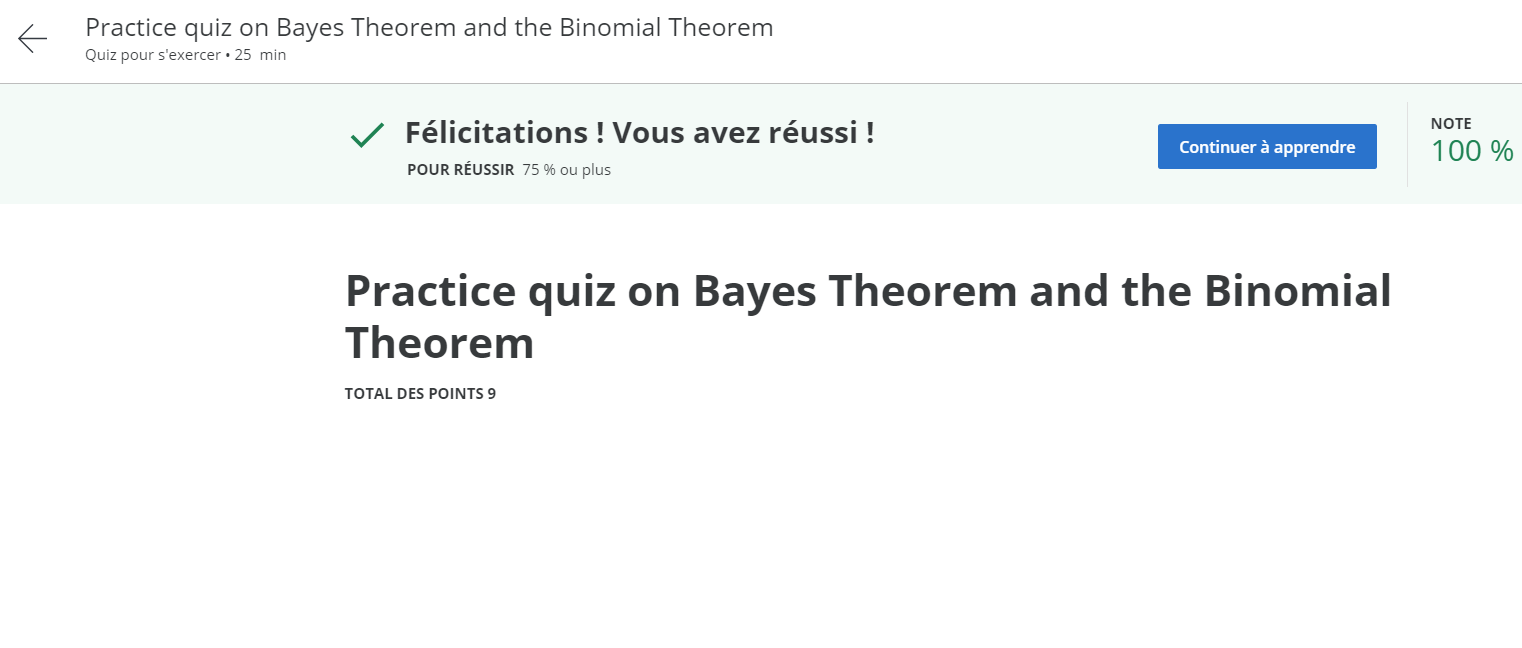 Practice quiz on Bayes Theorem and the Binomial Theorem
Quiz pour s'exercer • 25 min
Félicitations ! Vous avez réussi !
POUR RÉUSSIR 75 % ou plus
Continuer à apprendre
NOTE
100 %
Practice quiz on Bayes Theorem and the Binomial
Theorem
TOTAL DES POINTS 9